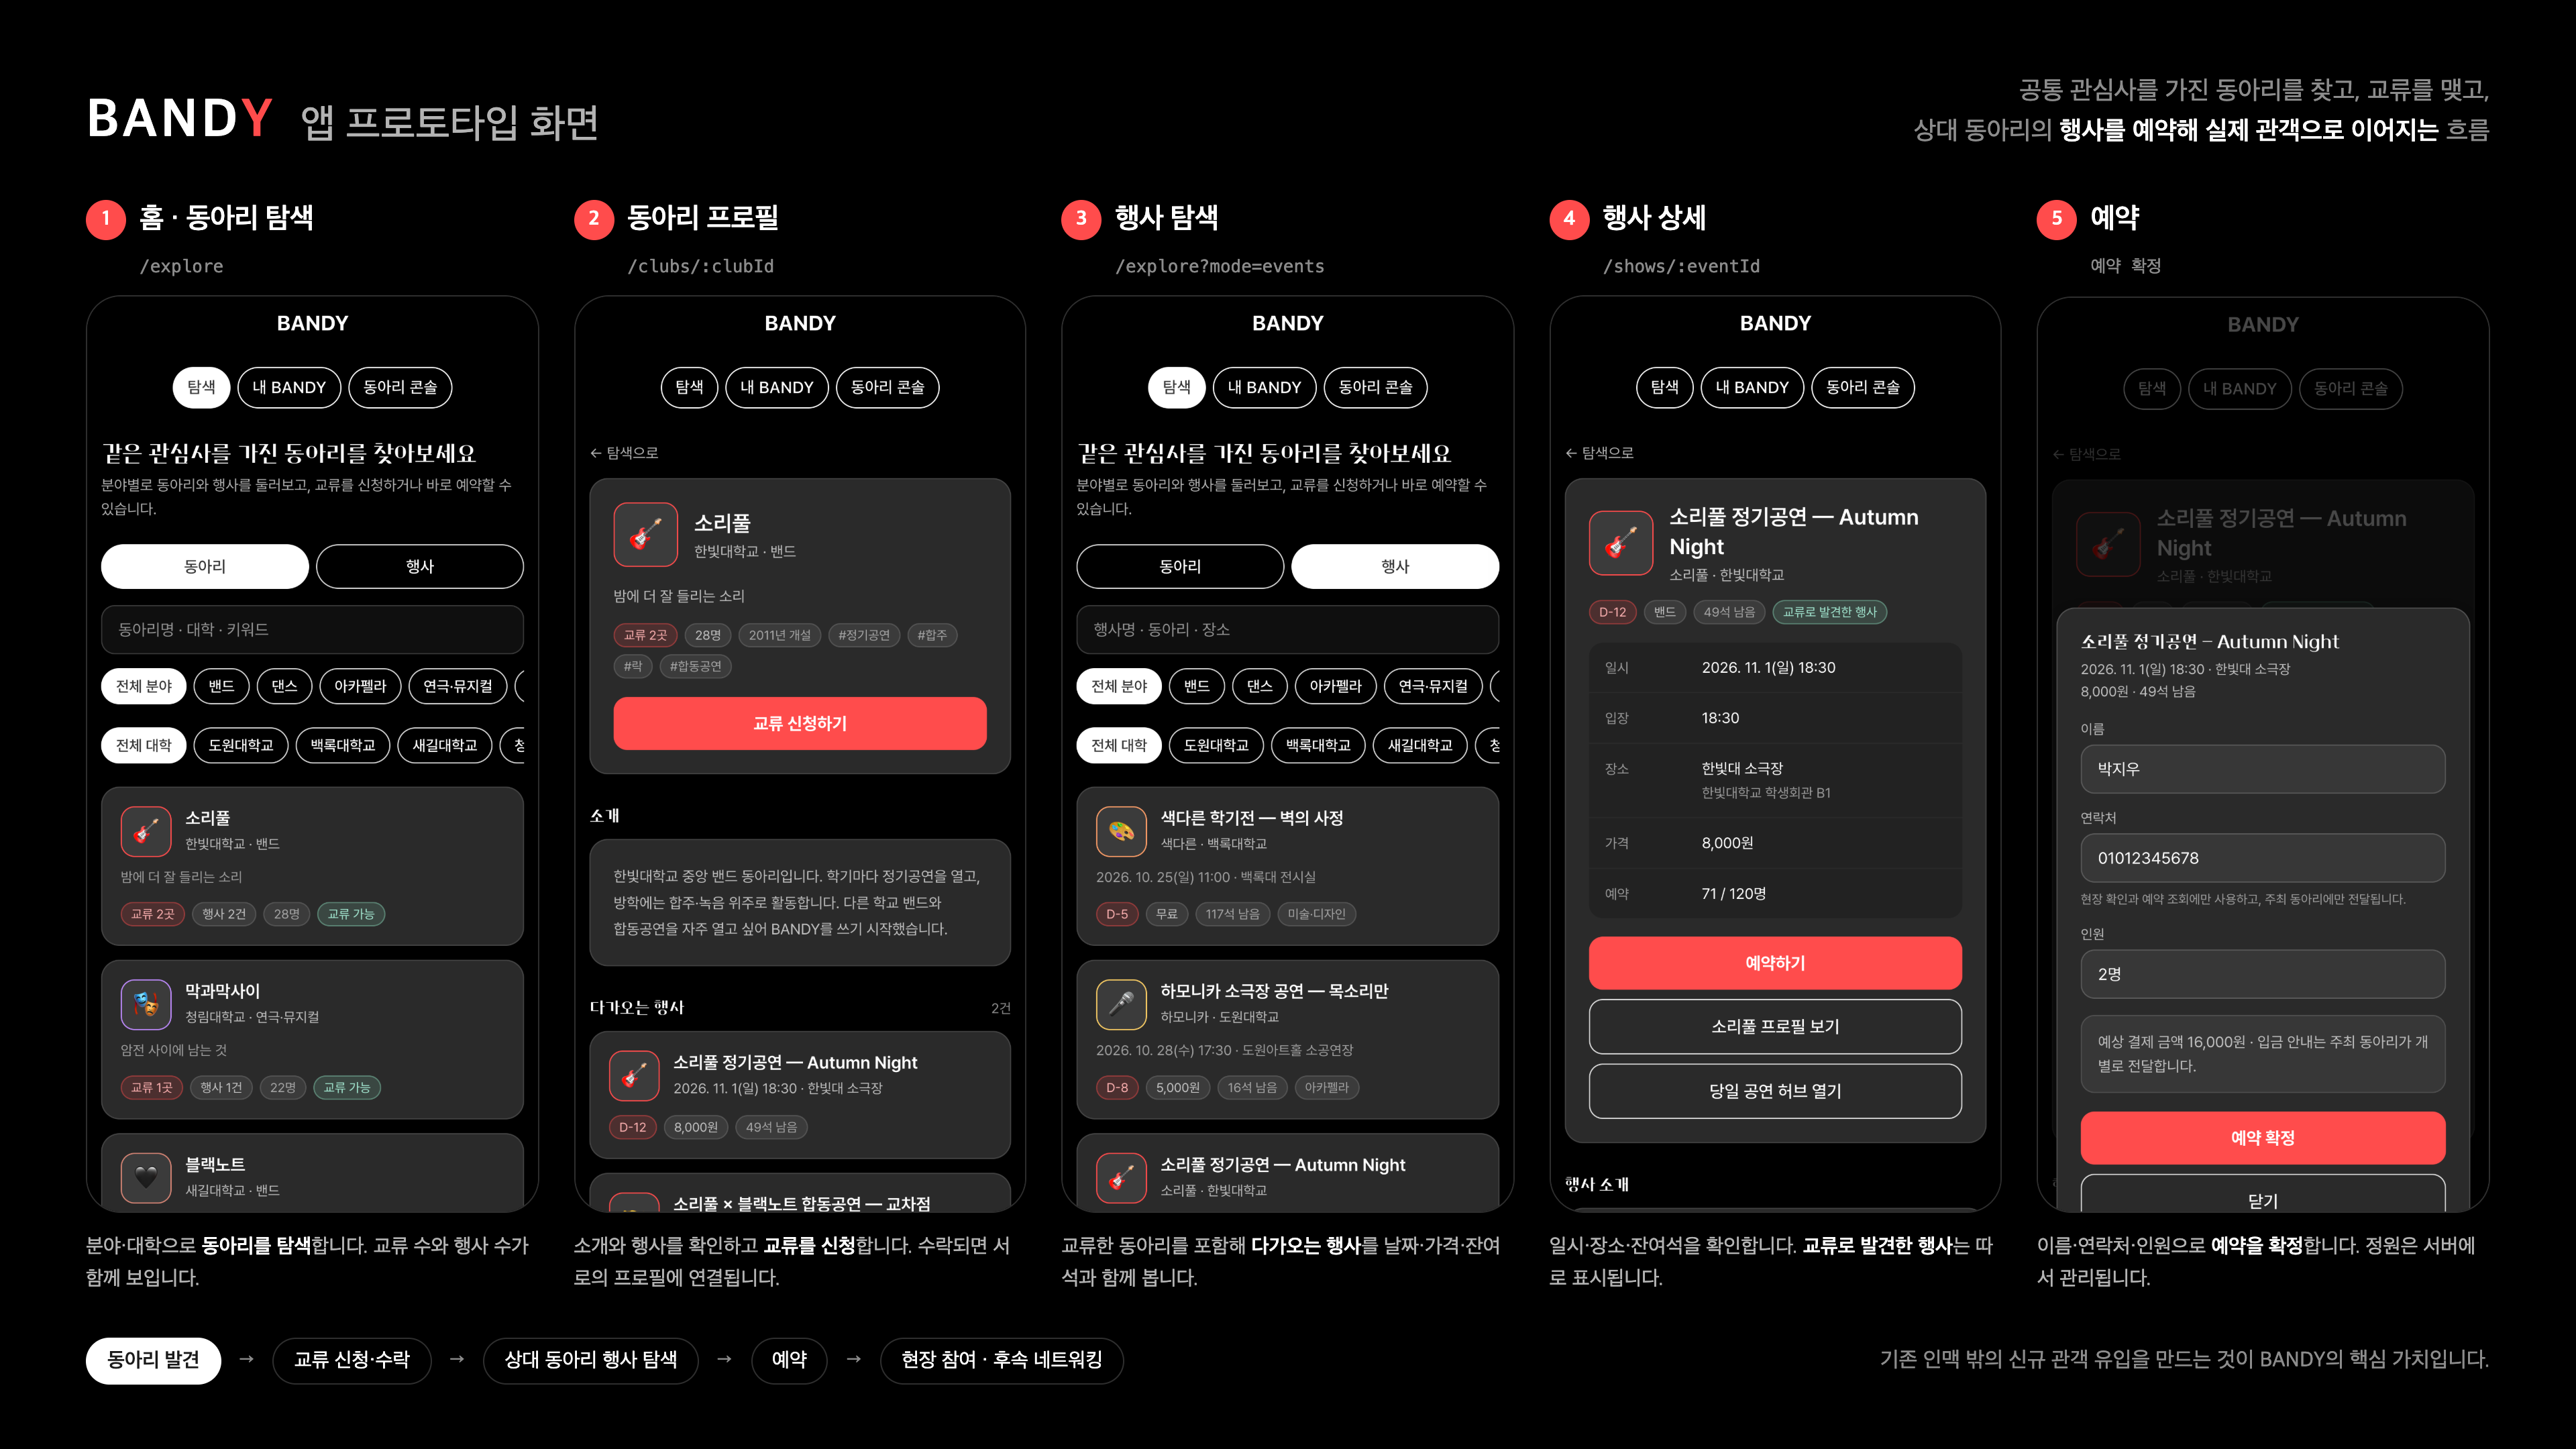 BANDY 앱 프로토타입 화면
공통 관심사를 가진 동아리를 찾고, 교류를 맺고,
상대 동아리의 행사를 예약해 실제 관객으로 이어지는 흐름
1 홈 · 동아리 탐색
/explore
BANDY
탐색 내 BANDY 동아리 콘솔
같은 관심사를 가진 동아리를 찾아보세요
분야별로 동아리와 행사를 둘러보고, 교류를 신청하거나 바로 예약할 수
있습니다.
동아리 행사
동아리명 · 대학 · 키워드
전체 분야 밴드 댄스 아카펠라 연극·뮤지컬
전체 대학 도원대학교 백록대학교 새길대학교 청
소리풀
한빛대학교 · 밴드
밤에 더 잘 들리는 소리
교류 2곳 행사 2건 28명 교류 가능
막과막사이
청림대학교 · 연극·뮤지컬
암전 사이에 남는 것
교류 1곳 행사 1건 22명 교류 가능
블랙노트
새길대학교 · 밴드
분야·대학으로 동아리를 탐색합니다. 교류 수와 행사 수가
함께 보입니다.
2 동아리 프로필
/clubs/:clubId
BANDY
탐색 내 BANDY 동아리 콘솔
← 탐색으로
소리풀
한빛대학교 · 밴드
밤에 더 잘 들리는 소리
교류 2곳 28명 2011년 개설 #정기공연 #합주
#락 #합동공연
교류 신청하기
소개
한빛대학교 중앙 밴드 동아리입니다. 학기마다 정기공연을 열고,
방학에는 합주·녹음 위주로 활동합니다. 다른 학교 밴드와
합동공연을 자주 열고 싶어 BANDY를 쓰기 시작했습니다.
다가오는 행사 2건
소리풀 정기공연 — Autumn Night
2026. 11. 1(일) 18:30 · 한빛대 소극장
D-12 8,000원 49석 남음
소리풀 × 블랙노트 합동공연 — 교차점
소개와 행사를 확인하고 교류를 신청합니다. 수락되면 서
로의 프로필에 연결됩니다.
3 행사 탐색
/explore?mode=events
BANDY
탐색 내 BANDY 동아리 콘솔
같은 관심사를 가진 동아리를 찾아보세요
분야별로 동아리와 행사를 둘러보고, 교류를 신청하거나 바로 예약할 수
있습니다.
동아리 행사
행사명 · 동아리 · 장소
전체 분야 밴드 댄스 아카펠라 연극·뮤지컬
전체 대학 도원대학교 백록대학교 새길대학교 청
색다른 학기전 — 벽의 사정
색다른 · 백록대학교
2026. 10. 25(일) 11:00 · 백록대 전시실
D-5 무료 117석 남음 미술·디자인
하모니카 소극장 공연 — 목소리만
하모니카 · 도원대학교
2026. 10. 28(수) 17:30 · 도원아트홀 소공연장
D-8 5,000원 16석 남음 아카펠라
소리풀 정기공연 — Autumn Night
소리풀 · 한빛대학교
교류한 동아리를 포함해 다가오는 행사를 날짜·가격·잔여
석과 함께 봅니다.
4 행사 상세
/shows/:eventId
BANDY
탐색 내 BANDY 동아리 콘솔
← 탐색으로
소리풀 정기공연 — Autumn
Night
소리풀 · 한빛대학교
D-12 밴드 49석 남음 교류로 발견한 행사
일시 2026. 11. 1(일) 18:30
입장 18:30
장소 한빛대 소극장
한빛대학교 학생회관 B1
가격 8,000원
예약 71 / 120명
예약하기
소리풀 프로필 보기
당일 공연 허브 열기
행사 소개
일시·장소·잔여석을 확인합니다. 교류로 발견한 행사는 따
로 표시됩니다.
5 예약
예약 확정
BANDY
탐색 내 BANDY 동아리 콘솔
← 탐색으로
소리풀 정기공연 — Autumn
Night
소리풀 · 한빛대학교
소리풀 정기공연 — Autumn Night
2026. 11. 1(일) 18:30 · 한빛대 소극장
8,000원 · 49석 남음
이름
박지우
연락처
01012345678
현장 확인과 예약 조회에만 사용하고, 주최 동아리에만 전달됩니다.
인원
2명
예상 결제 금액 16,000원 · 입금 안내는 주최 동아리가 개
별로 전달합니다.
예약 확정
닫기
이름·연락처·인원으로 예약을 확정합니다. 정원은 서버에
서 관리됩니다.
동아리 발견 → 교류 신청·수락 → 상대 동아리 행사 탐색 → 예약 → 현장 참여 · 후속 네트워킹
기존 인맥 밖의 신규 관객 유입을 만드는 것이 BANDY의 핵심 가치입니다.